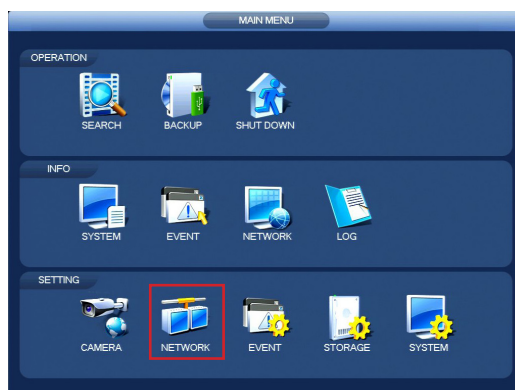 MAIN MENU
OPERATION
SEARCH BACKUP SHUT DOWN
INFO
SYSTEM EVENT NETWORK LOG
SETTING
CAMERA NETWORK EVENT STORAGE SYSTEM